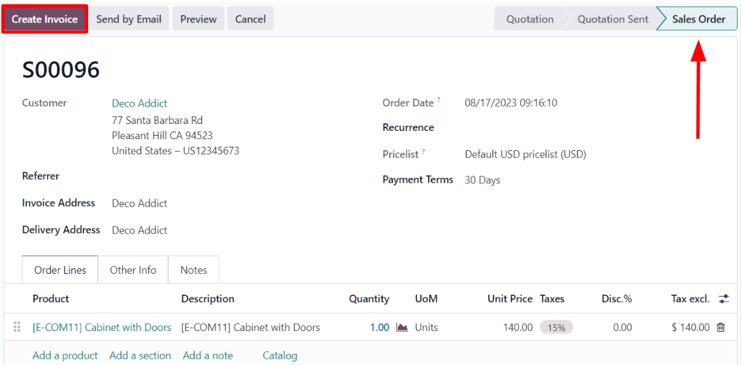 Create Invoice Send by Email Preview Cancel Quotation Quotation Sent Sales Order
S00096
Customer Deco Addict Order Date ? 08/17/2023 09:16:10
77 Santa Barbara Rd
Pleasant Hill CA 94523 Recurrence
United States – US12345673 Pricelist ? Default USD pricelist (USD)
Referrer Payment Terms 30 Days
Invoice Address Deco Addict
Delivery Address Deco Addict
Order Lines Other Info Notes
Product Description Quantity UoM Unit Price Taxes Disc.% Tax excl.
[E-COM11] Cabinet with Doors [E-COM11] Cabinet with Doors 1.00 Units 140.00 15% 0.00 $ 140.00
Add a product Add a section Add a note Catalog